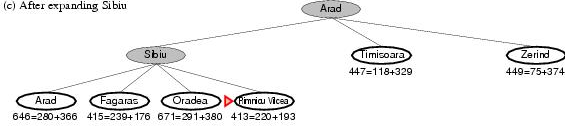 (c) After expanding Sibiu
Arad
Sibiu
Timisoara
Zerind
447=118+329
449=75+374
Arad
Fagaras
Oradea
Rimnicu Vilcea
646=280+366
415=239+176
671=291+380
413=220+193